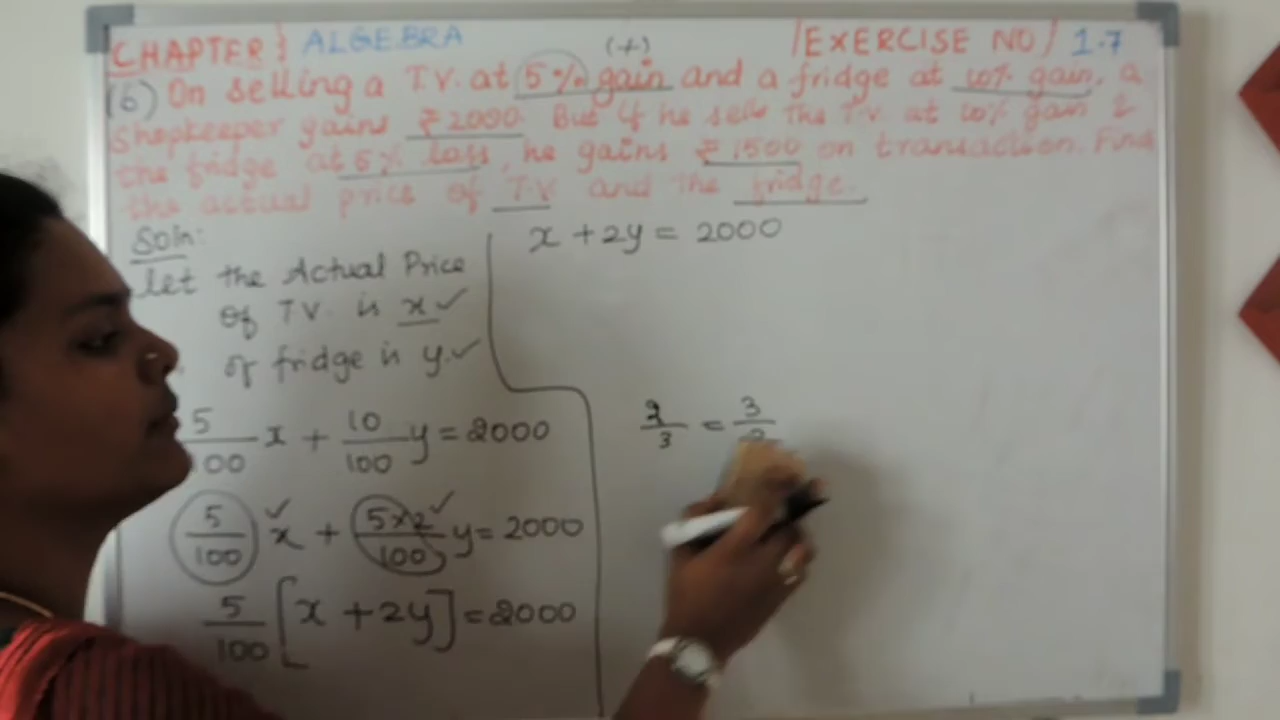 CHAPTER : ALGEBRA /EXERCISE NO/ 1.7
(+)
(6) On selling a T.V. at 5% gain and a fridge at 10% gain, a
Shopkeeper gains ₹2000. But if he sells the T.V. at 10% gain &
the fridge at 5% loss, he gains ₹1500 on transaction. Find
the actual price of T.V and the fridge.
Soln:
Let the Actual Price
of T.V. is x ✓
of fridge is y. ✓
5/100 x + 10/100 y = 2000
5/100 x + 5×2/100 y = 2000
5/100 [x + 2y] = 2000
x + 2y = 2000
2/3 = 3